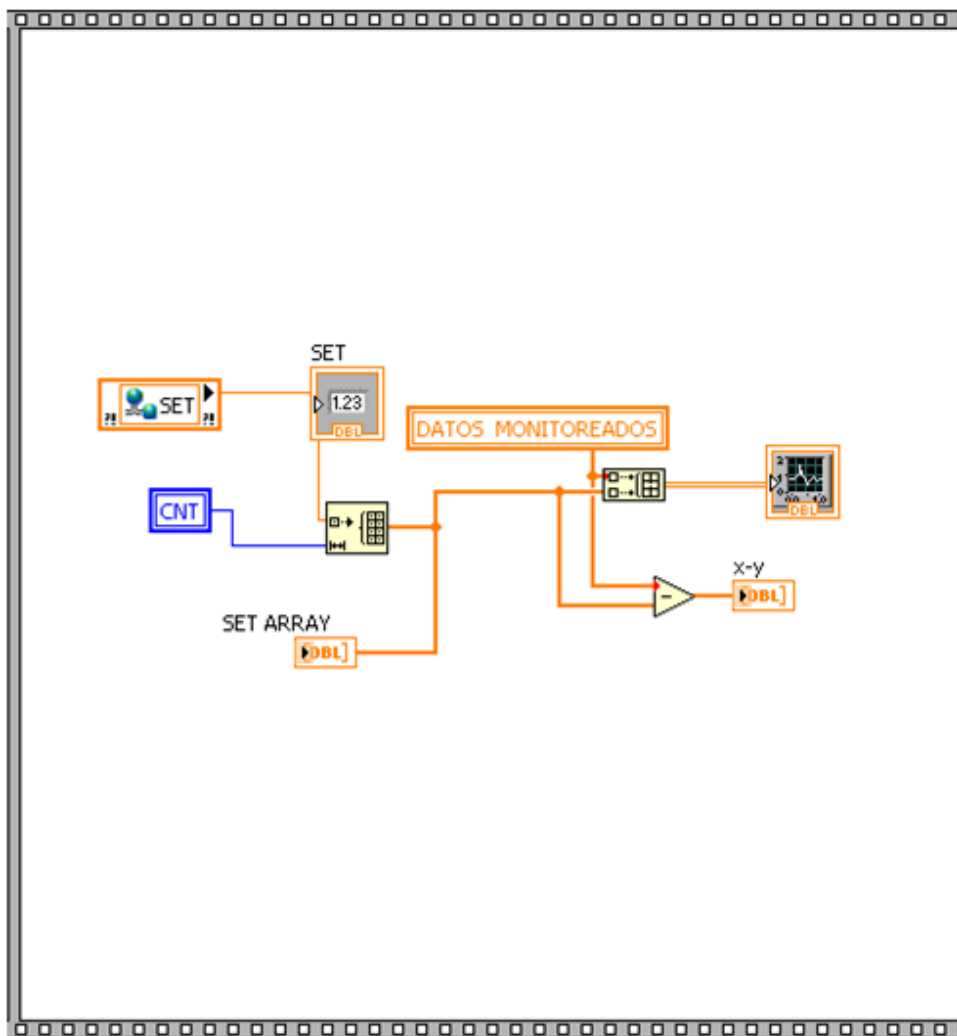 SET
SET
1.23
DBL
DATOS MONITOREADOS
CNT
DBL
x-y
DBL]
SET ARRAY
DBL]